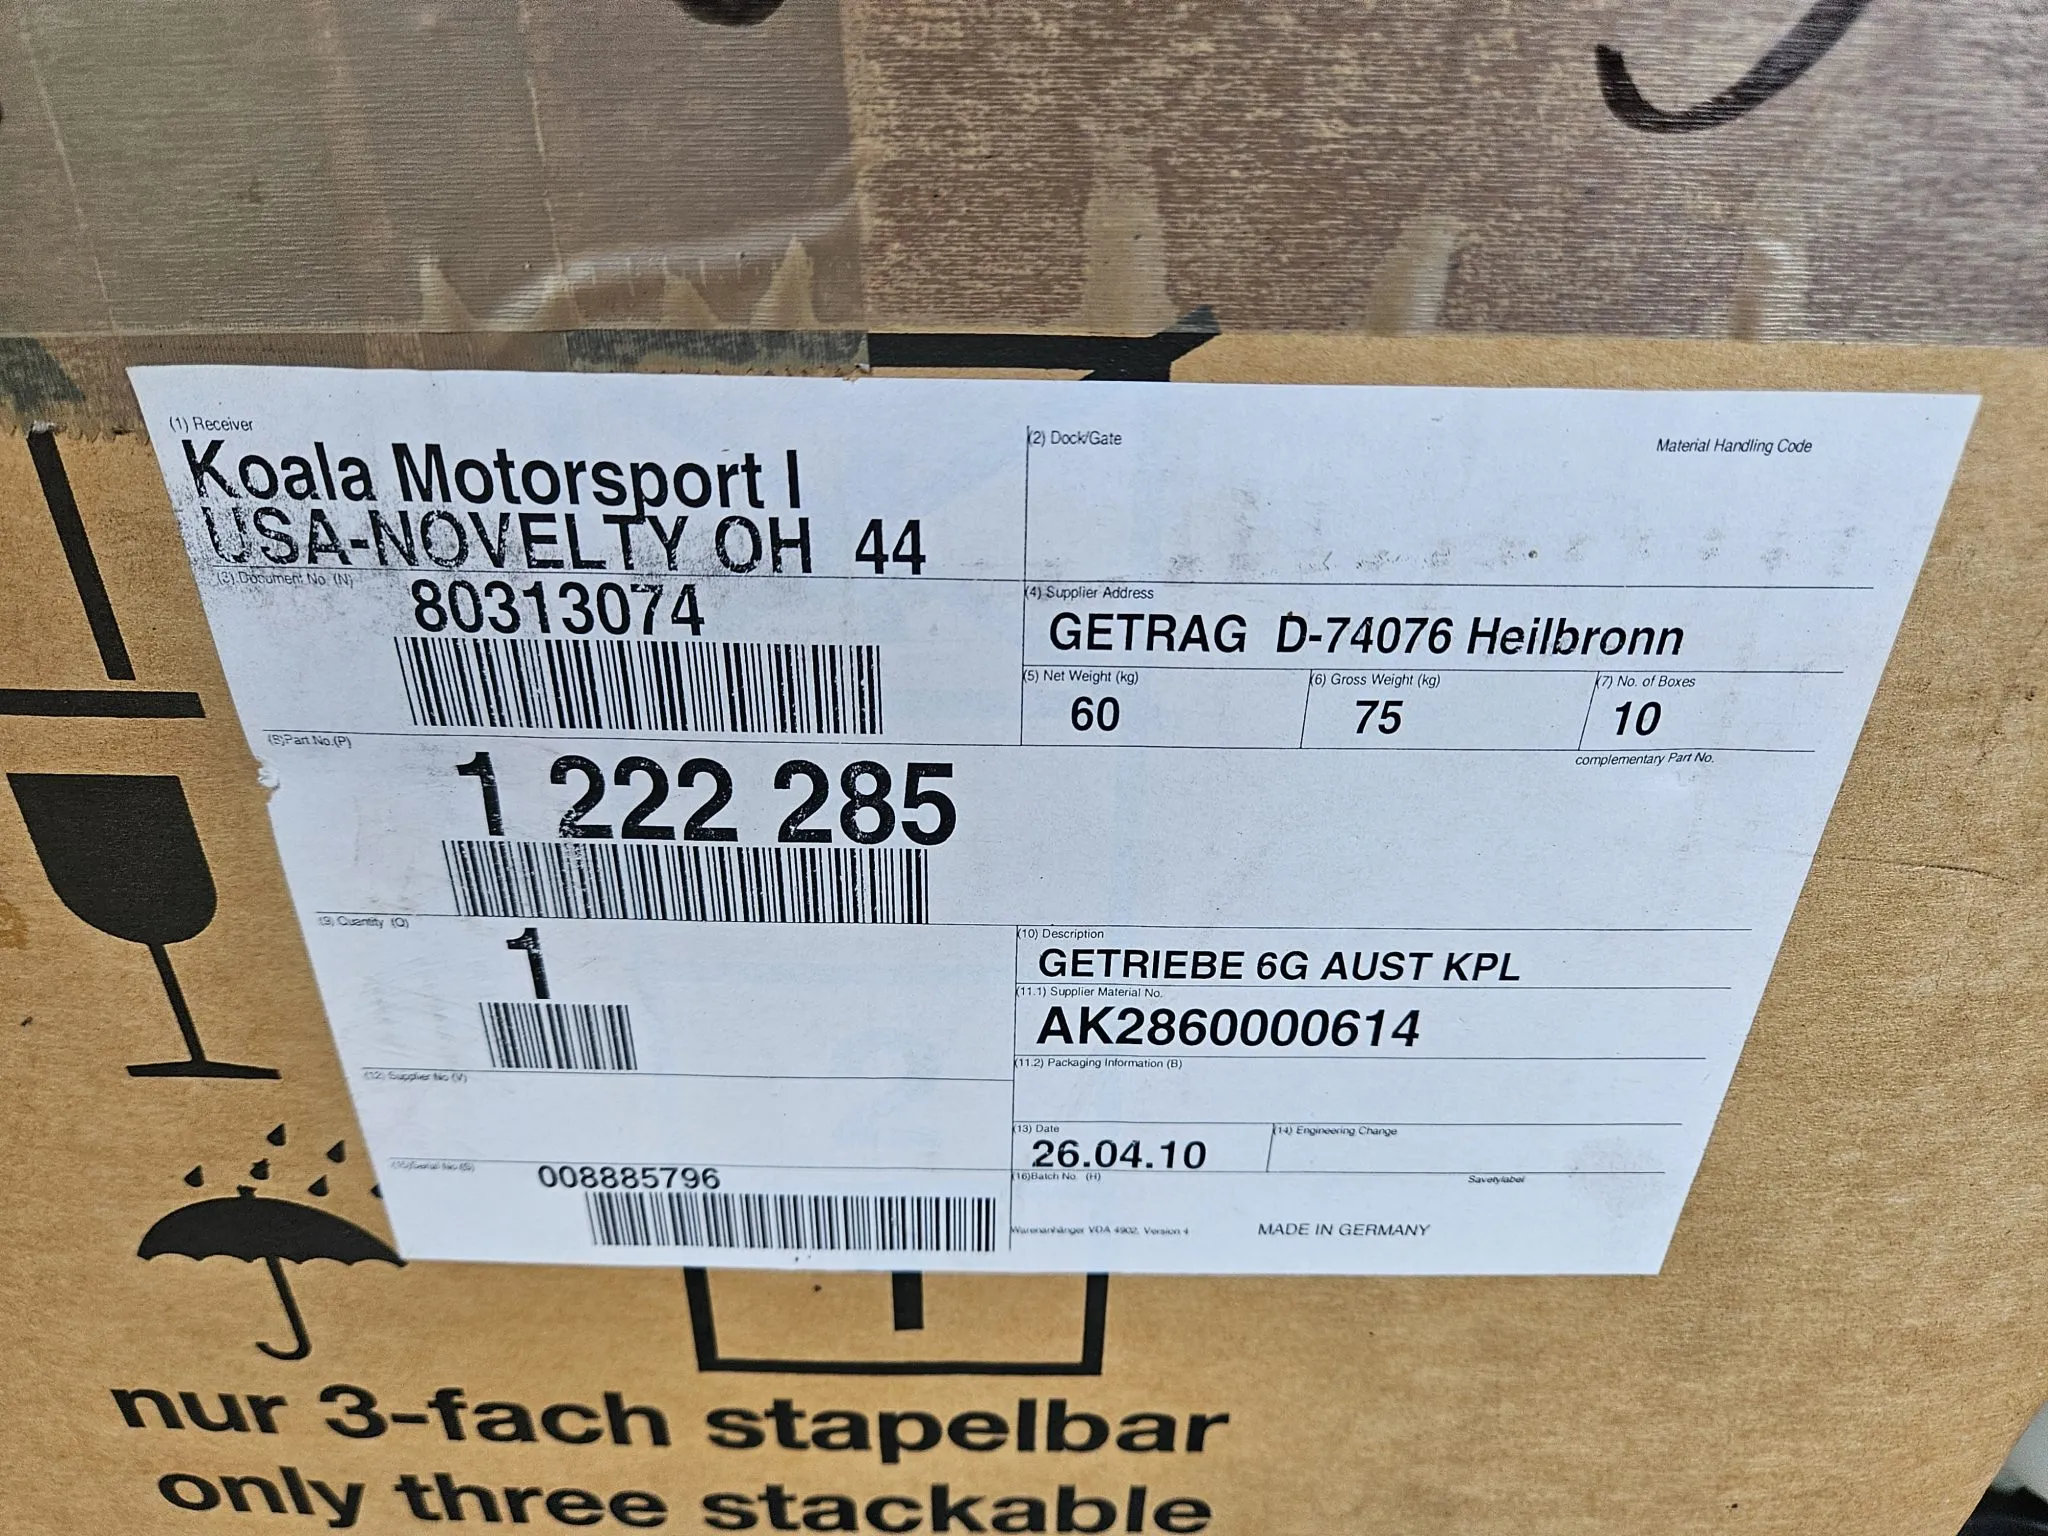 (1) Receiver
Koala Motorsport I
USA-NOVELTY OH 44
(2) Dock/Gate
Material Handling Code
(3) Document No. (N)
80313074
(4) Supplier Address
GETRAG D-74076 Heilbronn
(5) Net Weight (kg)
60
(6) Gross Weight (kg)
75
(7) No. of Boxes
10
(8)Part No.(P)
1 222 285
complementary Part No.
(9) Quantity (Q)
1
(10) Description
GETRIEBE 6G AUST KPL
(11.1) Supplier Material No.
AK2860000614
(11.2) Packaging Information (B)
(12) Supplier No (V)
(13) Date
26.04.10
(14) Engineering Change
(15)Serial No.(S)
008885796
(16)Batch No. (H)
Savetylabel
Warenanhänger VDA 4902, Version 4
MADE IN GERMANY
nur 3-fach stapelbar
only three stackable